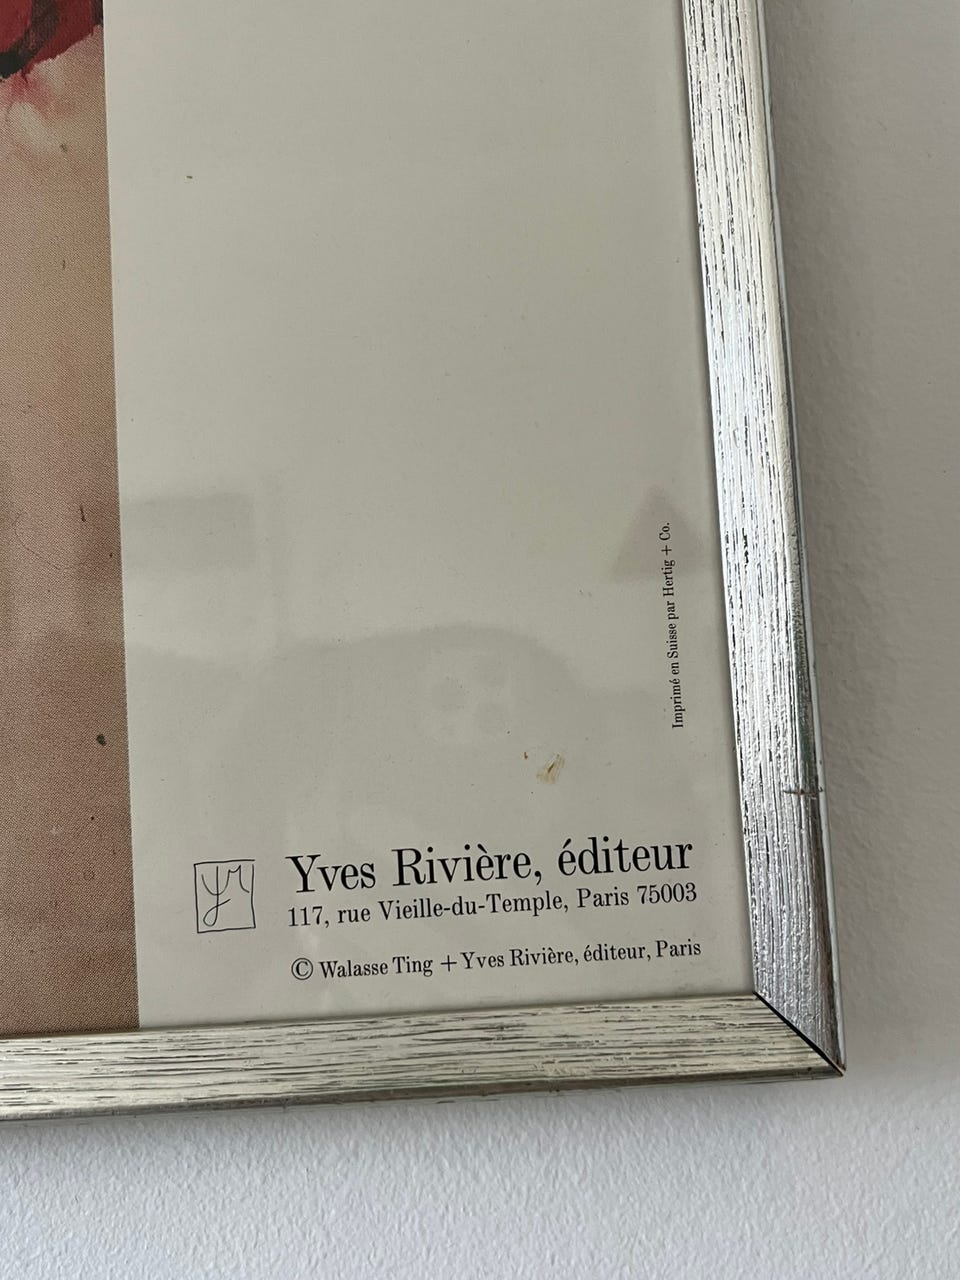 Imprimé en Suisse par Hertig + Co.
yr
Yves Rivière, éditeur
117, rue Vieille-du-Temple, Paris 75003
© Walasse Ting + Yves Rivière, éditeur, Paris